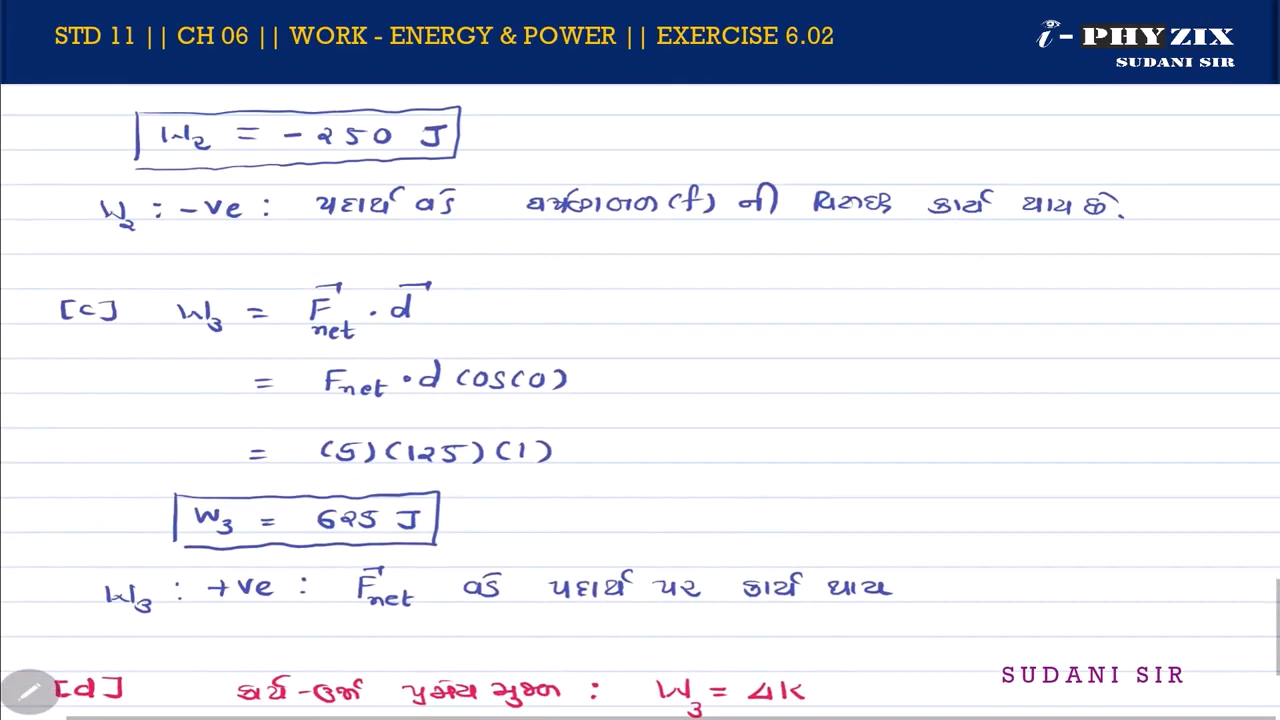 STD 11 || CH 06 || WORK - ENERGY & POWER || EXERCISE 6.02
i - PHYZIX
SUDANI SIR
W₂ = - 250 J
W₂ : -ve : પદાર્થ વડે ઘર્ષણબળ (f) ની વિરુદ્ધ કાર્ય થાય છે.
[c] W₃ = F⃗net · d⃗
= Fnet · d cos(0)
= (5)(125)(1)
W₃ = 625 J
W₃ : +ve : F⃗net વડે પદાર્થ પર કાર્ય થાય
SUDANI SIR
[d] કાર્ય-ઉર્જા પ્રમેય મુજબ : W₃ = ΔK